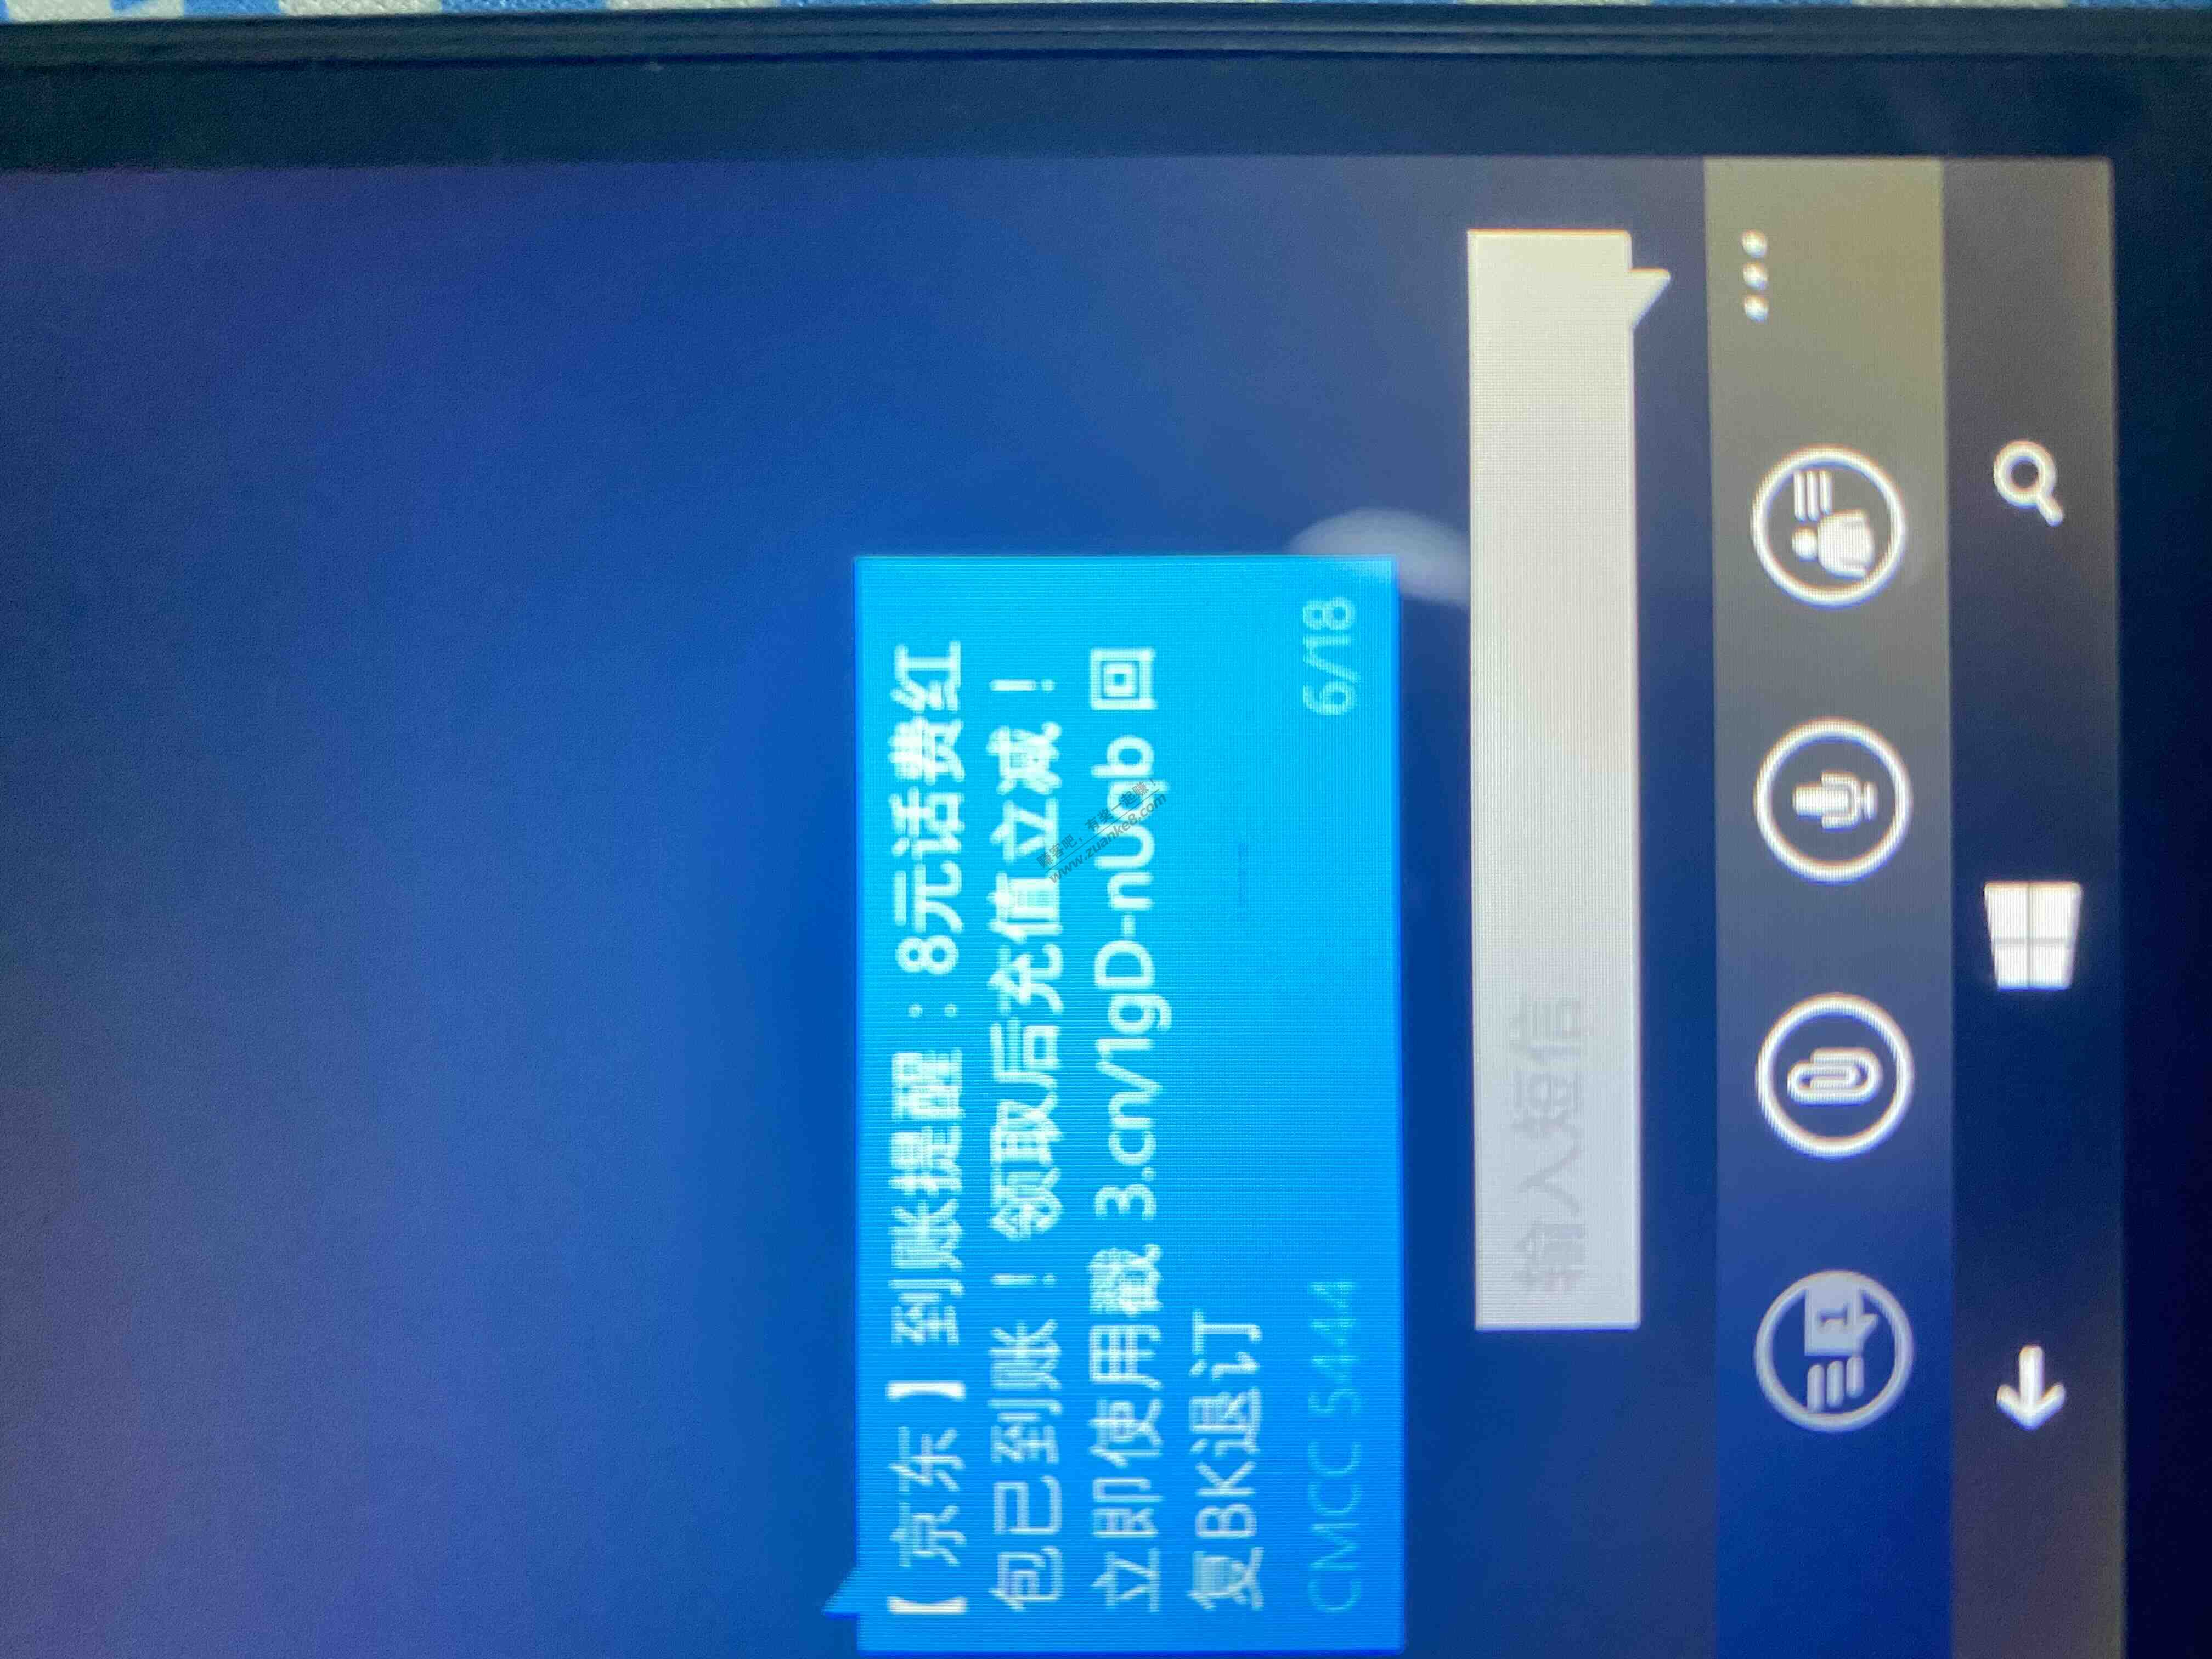 【京东】到账提醒：8元话费红
包已到账！领取后充值立减！
立即使用戳 3.cn/1gD-nUqb 回
复BK退订
CMCC 5444 6/18
输入短信
1
赚客吧，有奖一起赚！
www.zuanke8.com